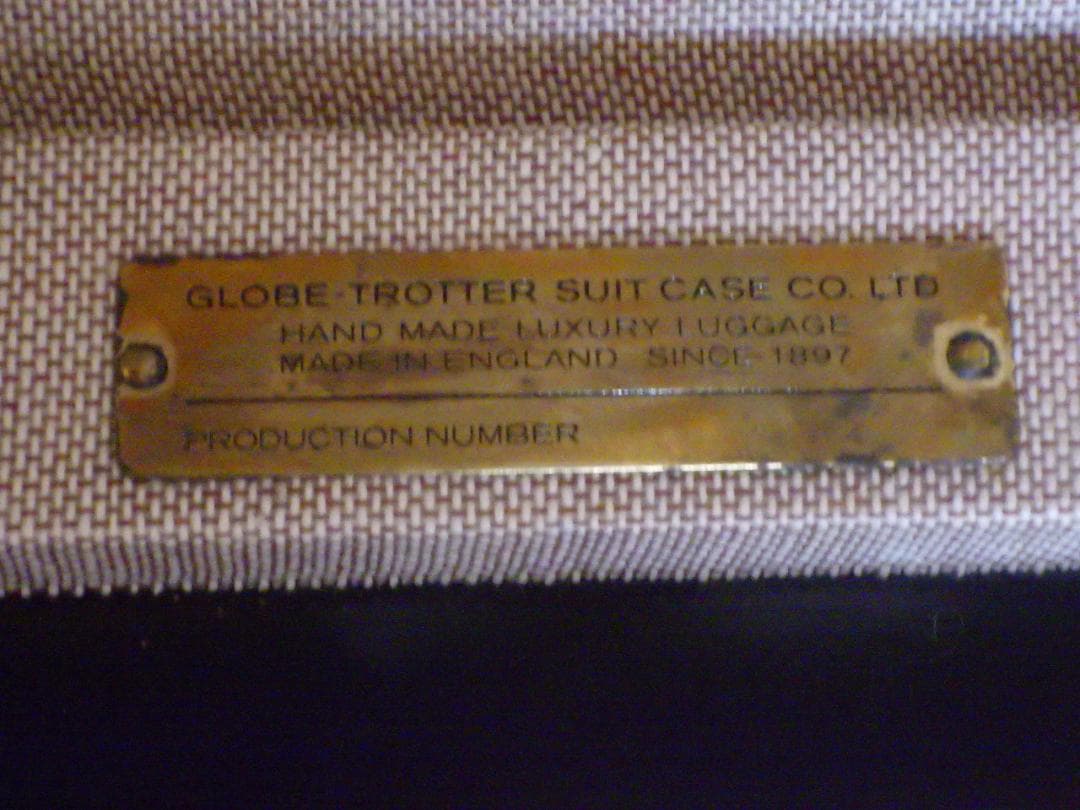 GLOBE-TROTTER SUIT CASE CO. LTD
HAND MADE LUXURY LUGGAGE
MADE IN ENGLAND SINCE 1897
PRODUCTION NUMBER